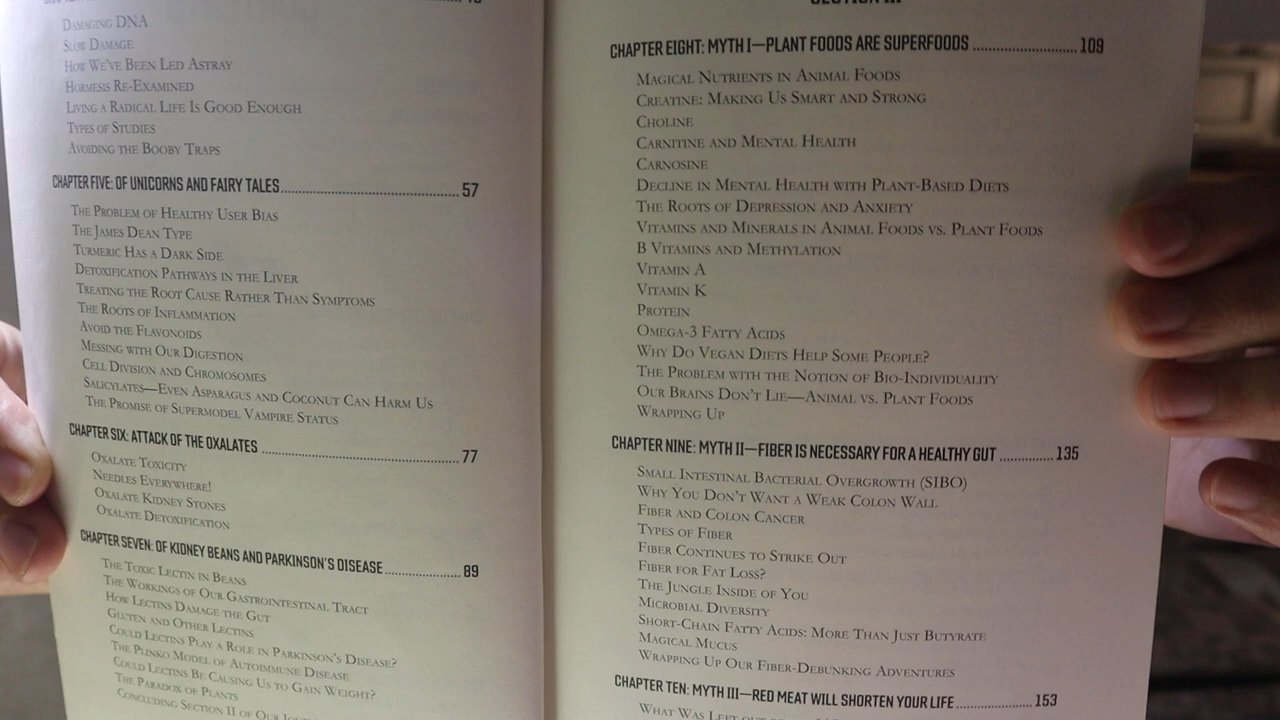 DAMAGING DNA
SLOW DAMAGE
HOW WE'VE BEEN LED ASTRAY
HORMESIS RE-EXAMINED
LIVING A RADICAL LIFE IS GOOD ENOUGH
TYPES OF STUDIES
AVOIDING THE BOOBY TRAPS
CHAPTER FIVE: OF UNICORNS AND FAIRY TALES 57
THE PROBLEM OF HEALTHY USER BIAS
THE JAMES DEAN TYPE
TURMERIC HAS A DARK SIDE
DETOXIFICATION PATHWAYS IN THE LIVER
TREATING THE ROOT CAUSE RATHER THAN SYMPTOMS
THE ROOTS OF INFLAMMATION
AVOID THE FLAVONOIDS
MESSING WITH OUR DIGESTION
CELL DIVISION AND CHROMOSOMES
SALICYLATES—EVEN ASPARAGUS AND COCONUT CAN HARM US
THE PROMISE OF SUPERMODEL VAMPIRE STATUS
CHAPTER SIX: ATTACK OF THE OXALATES 77
OXALATE TOXICITY
NEEDLES EVERYWHERE!
OXALATE KIDNEY STONES
OXALATE DETOXIFICATION
CHAPTER SEVEN: OF KIDNEY BEANS AND PARKINSON'S DISEASE 89
THE TOXIC LECTIN IN BEANS
THE WORKINGS OF OUR GASTROINTESTINAL TRACT
HOW LECTINS DAMAGE THE GUT
GLUTEN AND OTHER LECTINS
COULD LECTINS PLAY A ROLE IN PARKINSON'S DISEASE?
THE PLINKO MODEL OF AUTOIMMUNE DISEASE
COULD LECTINS BE CAUSING US TO GAIN WEIGHT?
THE PARADOX OF PLANTS
CONCLUDING SECTION II OF OUR
SECTION III
CHAPTER EIGHT: MYTH I—PLANT FOODS ARE SUPERFOODS 109
MAGICAL NUTRIENTS IN ANIMAL FOODS
CREATINE: MAKING US SMART AND STRONG
CHOLINE
CARNITINE AND MENTAL HEALTH
CARNOSINE
DECLINE IN MENTAL HEALTH WITH PLANT-BASED DIETS
THE ROOTS OF DEPRESSION AND ANXIETY
VITAMINS AND MINERALS IN ANIMAL FOODS VS. PLANT FOODS
B VITAMINS AND METHYLATION
VITAMIN A
VITAMIN K
PROTEIN
OMEGA-3 FATTY ACIDS
WHY DO VEGAN DIETS HELP SOME PEOPLE?
THE PROBLEM WITH THE NOTION OF BIO-INDIVIDUALITY
OUR BRAINS DON'T LIE—ANIMAL VS. PLANT FOODS
WRAPPING UP
CHAPTER NINE: MYTH II—FIBER IS NECESSARY FOR A HEALTHY GUT 135
SMALL INTESTINAL BACTERIAL OVERGROWTH (SIBO)
WHY YOU DON'T WANT A WEAK COLON WALL
FIBER AND COLON CANCER
TYPES OF FIBER
FIBER CONTINUES TO STRIKE OUT
FIBER FOR FAT LOSS?
THE JUNGLE INSIDE OF YOU
MICROBIAL DIVERSITY
SHORT-CHAIN FATTY ACIDS: MORE THAN JUST BUTYRATE
MAGICAL MUCUS
WRAPPING UP OUR FIBER-DEBUNKING ADVENTURES
CHAPTER TEN: MYTH III—RED MEAT WILL SHORTEN YOUR LIFE 153
WHAT WAS LEFT OUT